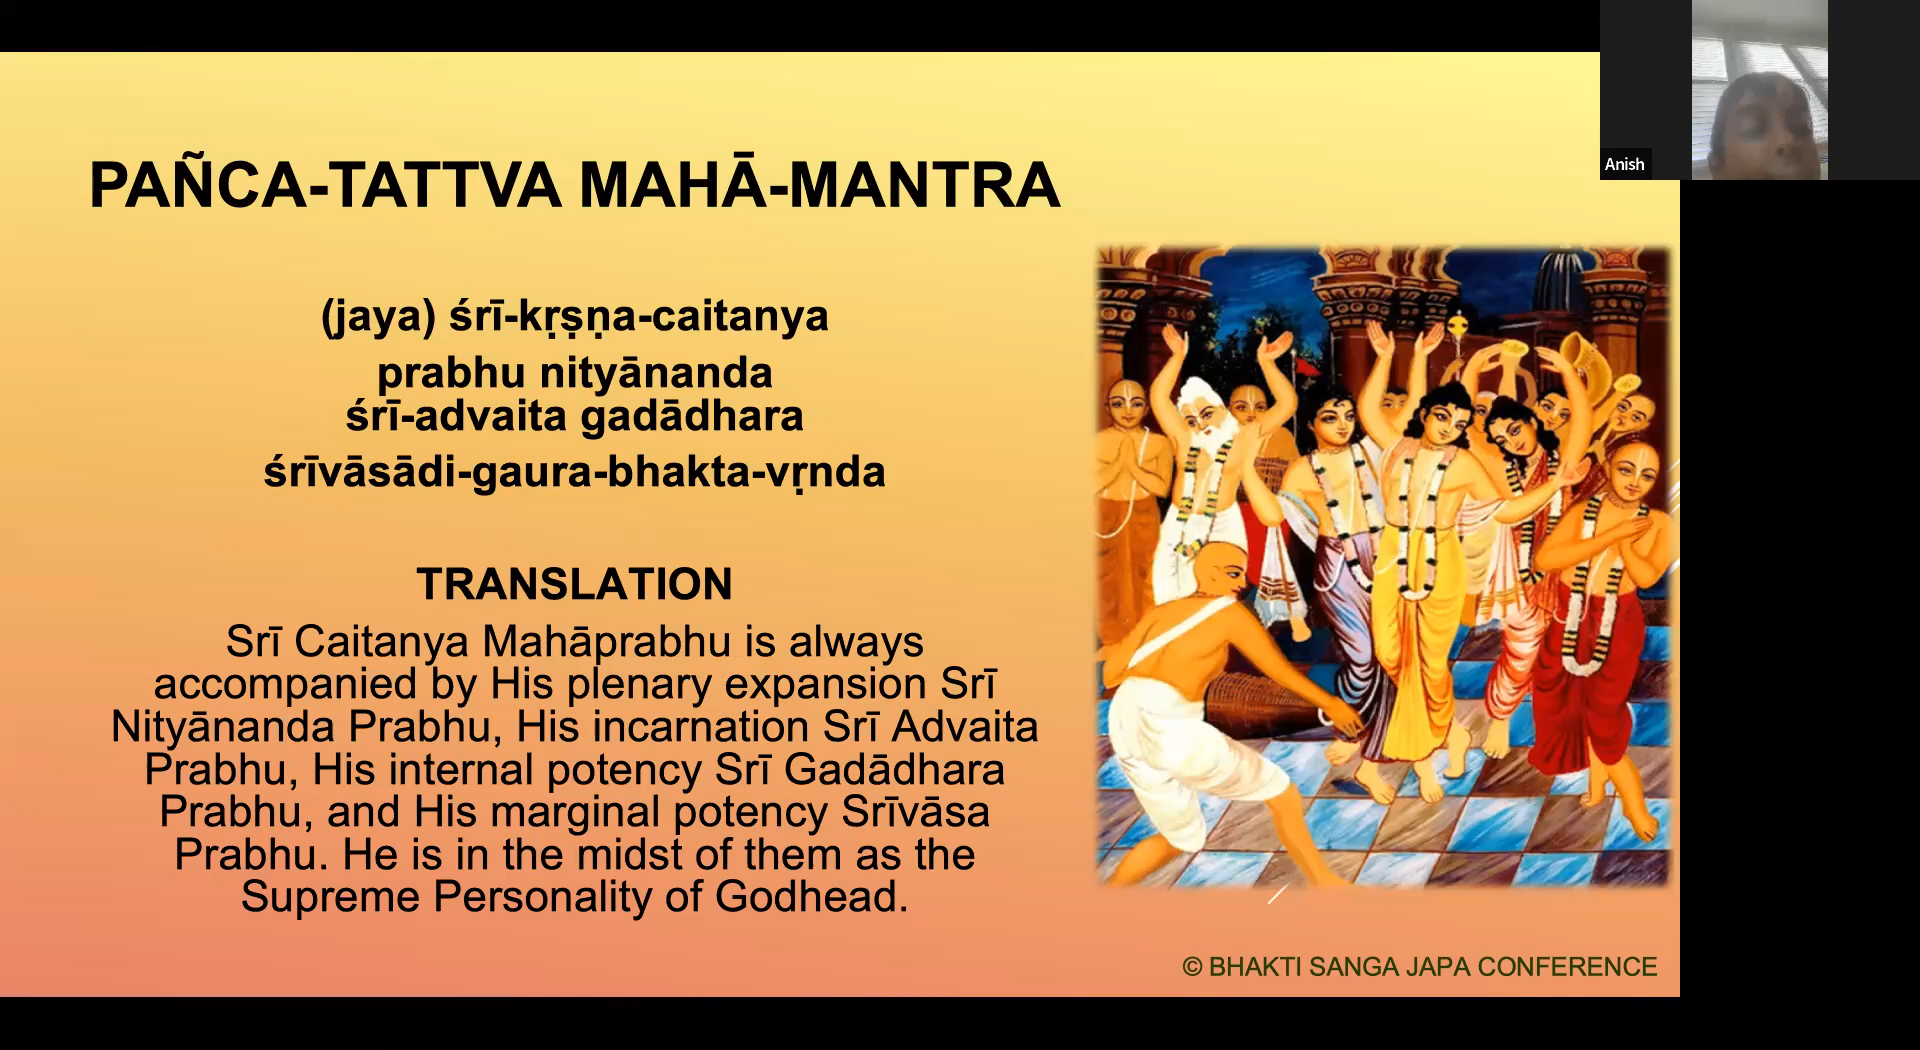 PAÑCA-TATTVA MAHĀ-MANTRA
(jaya) śrī-kṛṣṇa-caitanya
prabhu nityānanda
śrī-advaita gadādhara
śrīvāsādi-gaura-bhakta-vṛnda
TRANSLATION
Srī Caitanya Mahāprabhu is always
accompanied by His plenary expansion Srī
Nityānanda Prabhu, His incarnation Srī Advaita
Prabhu, His internal potency Srī Gadādhara
Prabhu, and His marginal potency Srīvāsa
Prabhu. He is in the midst of them as the
Supreme Personality of Godhead.
© BHAKTI SANGA JAPA CONFERENCE
Anish